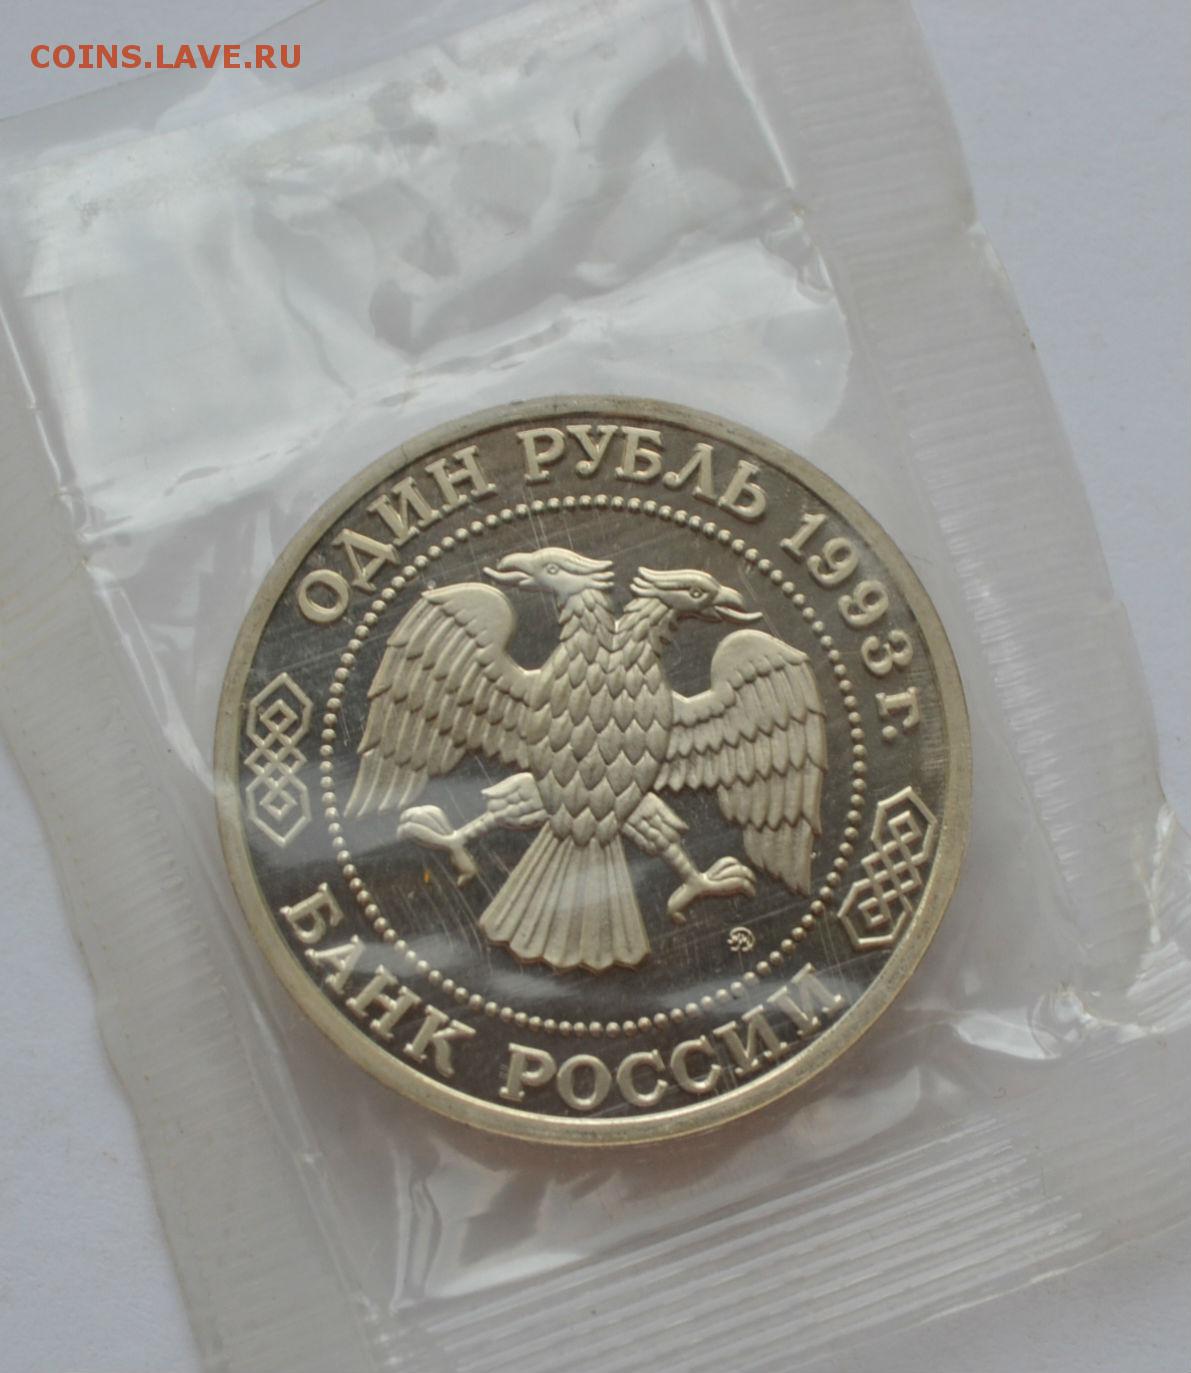 COINS.LAVE.RU
ОДИН РУБЛЬ 1993 г.
БАНК РОССИИ